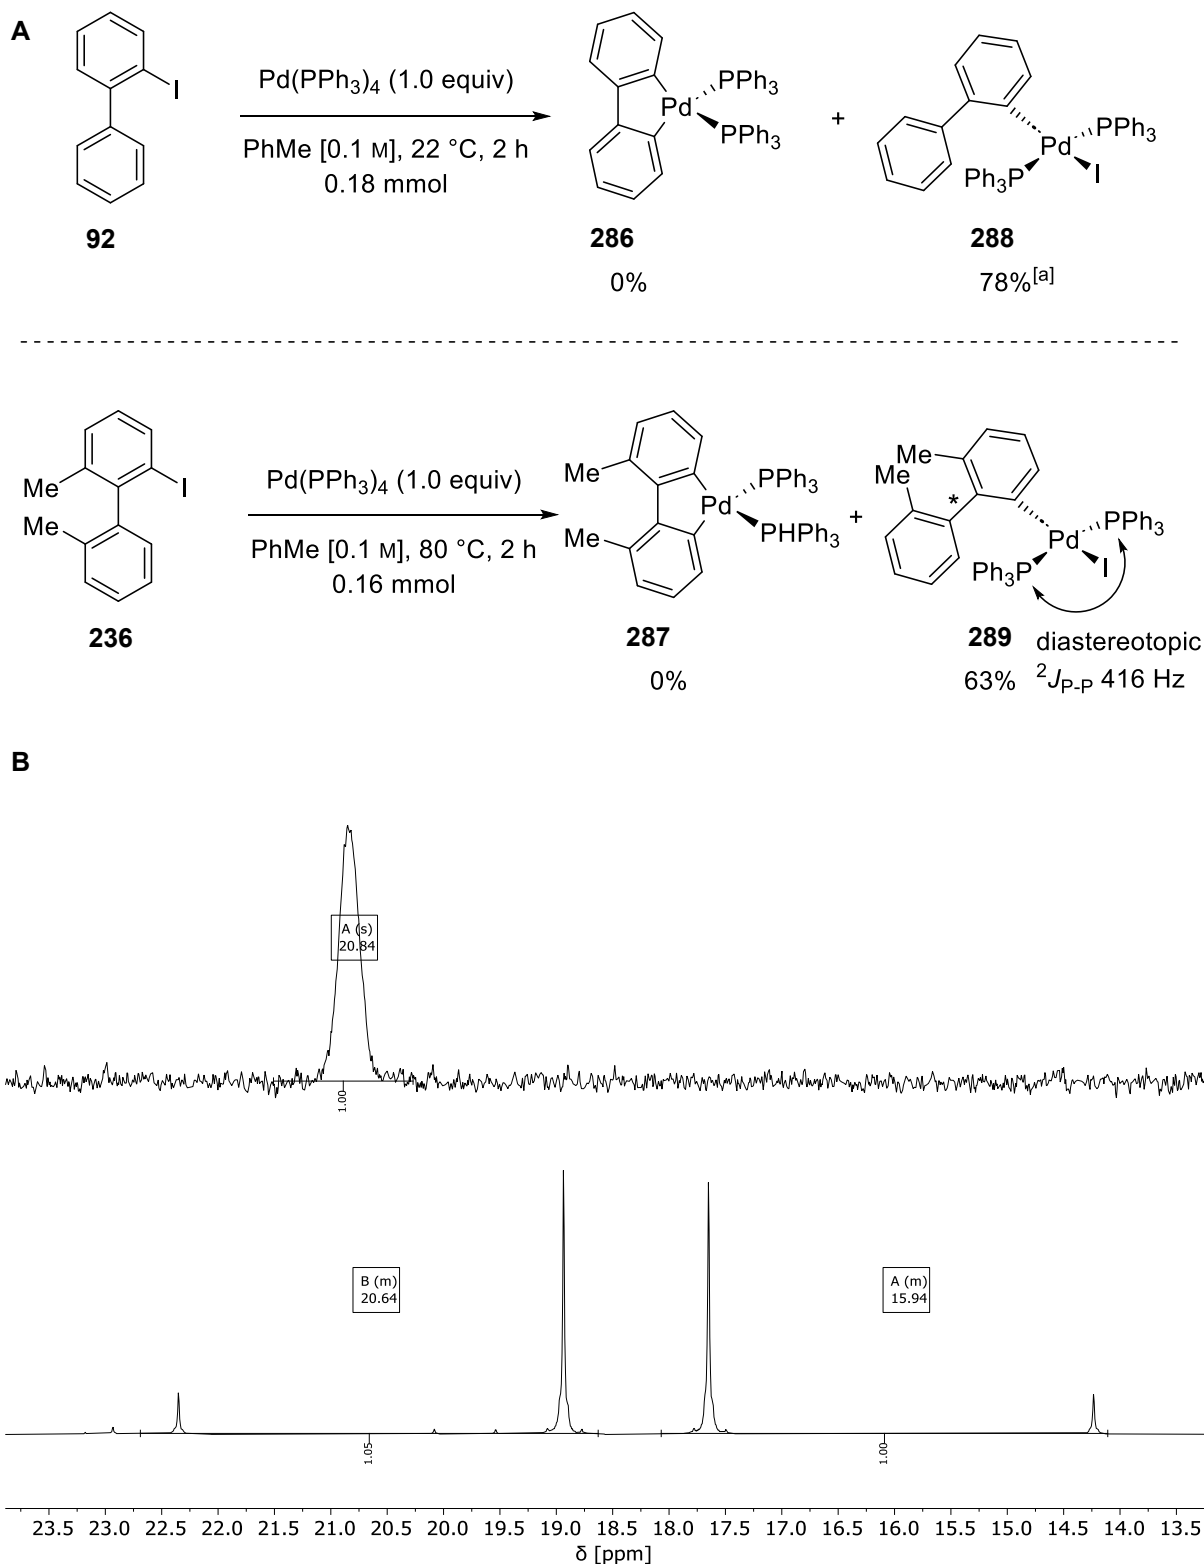 A
I
Pd(PPh3)4 (1.0 equiv)
PhMe [0.1 M], 22 °C, 2 h
0.18 mmol
92
Pd
PPh3
PPh3
286
0%
+
Pd
PPh3
Ph3P
I
288
78%[a]
Me
Me
I
Pd(PPh3)4 (1.0 equiv)
PhMe [0.1 M], 80 °C, 2 h
0.16 mmol
236
Me
Me
Pd
PPh3
PHPh3
287
0%
+
Me
Me
*
Pd
PPh3
Ph3P
I
289
63%
diastereotopic
2JP-P 416 Hz
B
A (s)
20.84
1.00
B (m)
20.64
A (m)
15.94
1.05
1.00
23.5 23.0 22.5 22.0 21.5 21.0 20.5 20.0 19.5 19.0 18.5 18.0 17.5 17.0 16.5 16.0 15.5 15.0 14.5 14.0 13.5
δ [ppm]